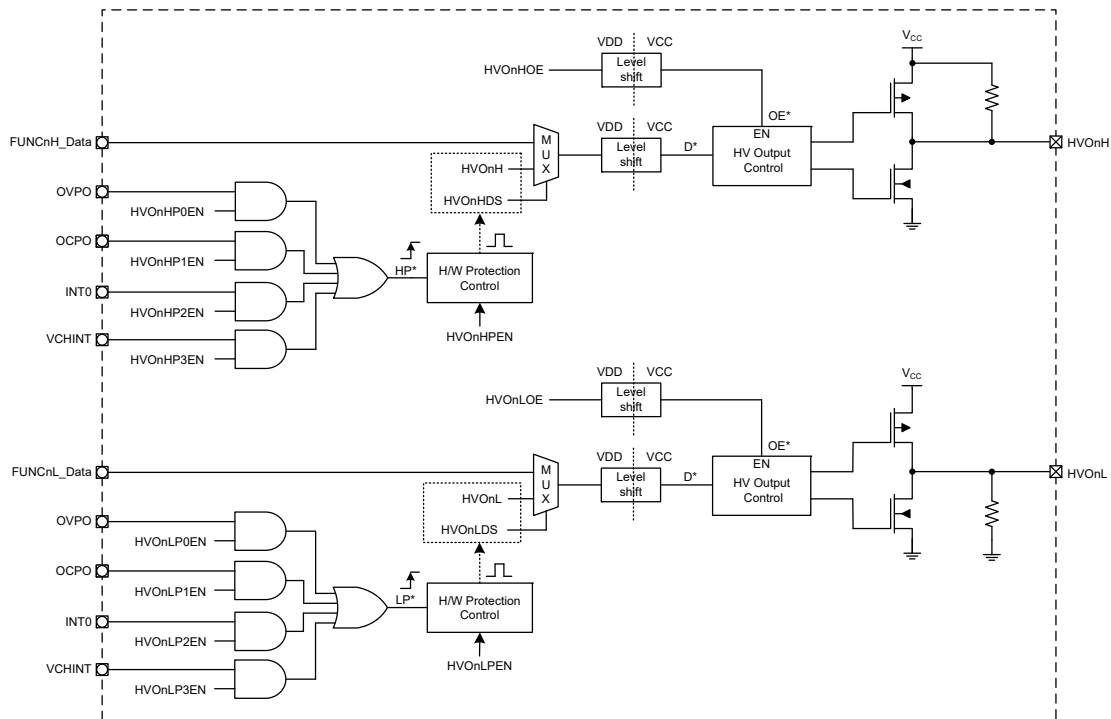 VCC
VDD VCC
HVOnHOE
Level
shift
OE*
FUNCnH_Data
VDD VCC
M
U
X
Level
shift
D*
EN
HV Output
Control
HVOnH
HVOnH
HVOnHDS
OVPO
HVOnHP0EN
OCPO
HVOnHP1EN
HP*
H/W Protection
Control
INT0
HVOnHP2EN
HVOnHPEN
VCHINT
HVOnHP3EN
VCC
VDD VCC
HVOnLOE
Level
shift
OE*
FUNCnL_Data
VDD VCC
M
U
X
Level
shift
D*
EN
HV Output
Control
HVOnL
HVOnL
HVOnLDS
OVPO
HVOnLP0EN
OCPO
HVOnLP1EN
LP*
H/W Protection
Control
INT0
HVOnLP2EN
HVOnLPEN
VCHINT
HVOnLP3EN